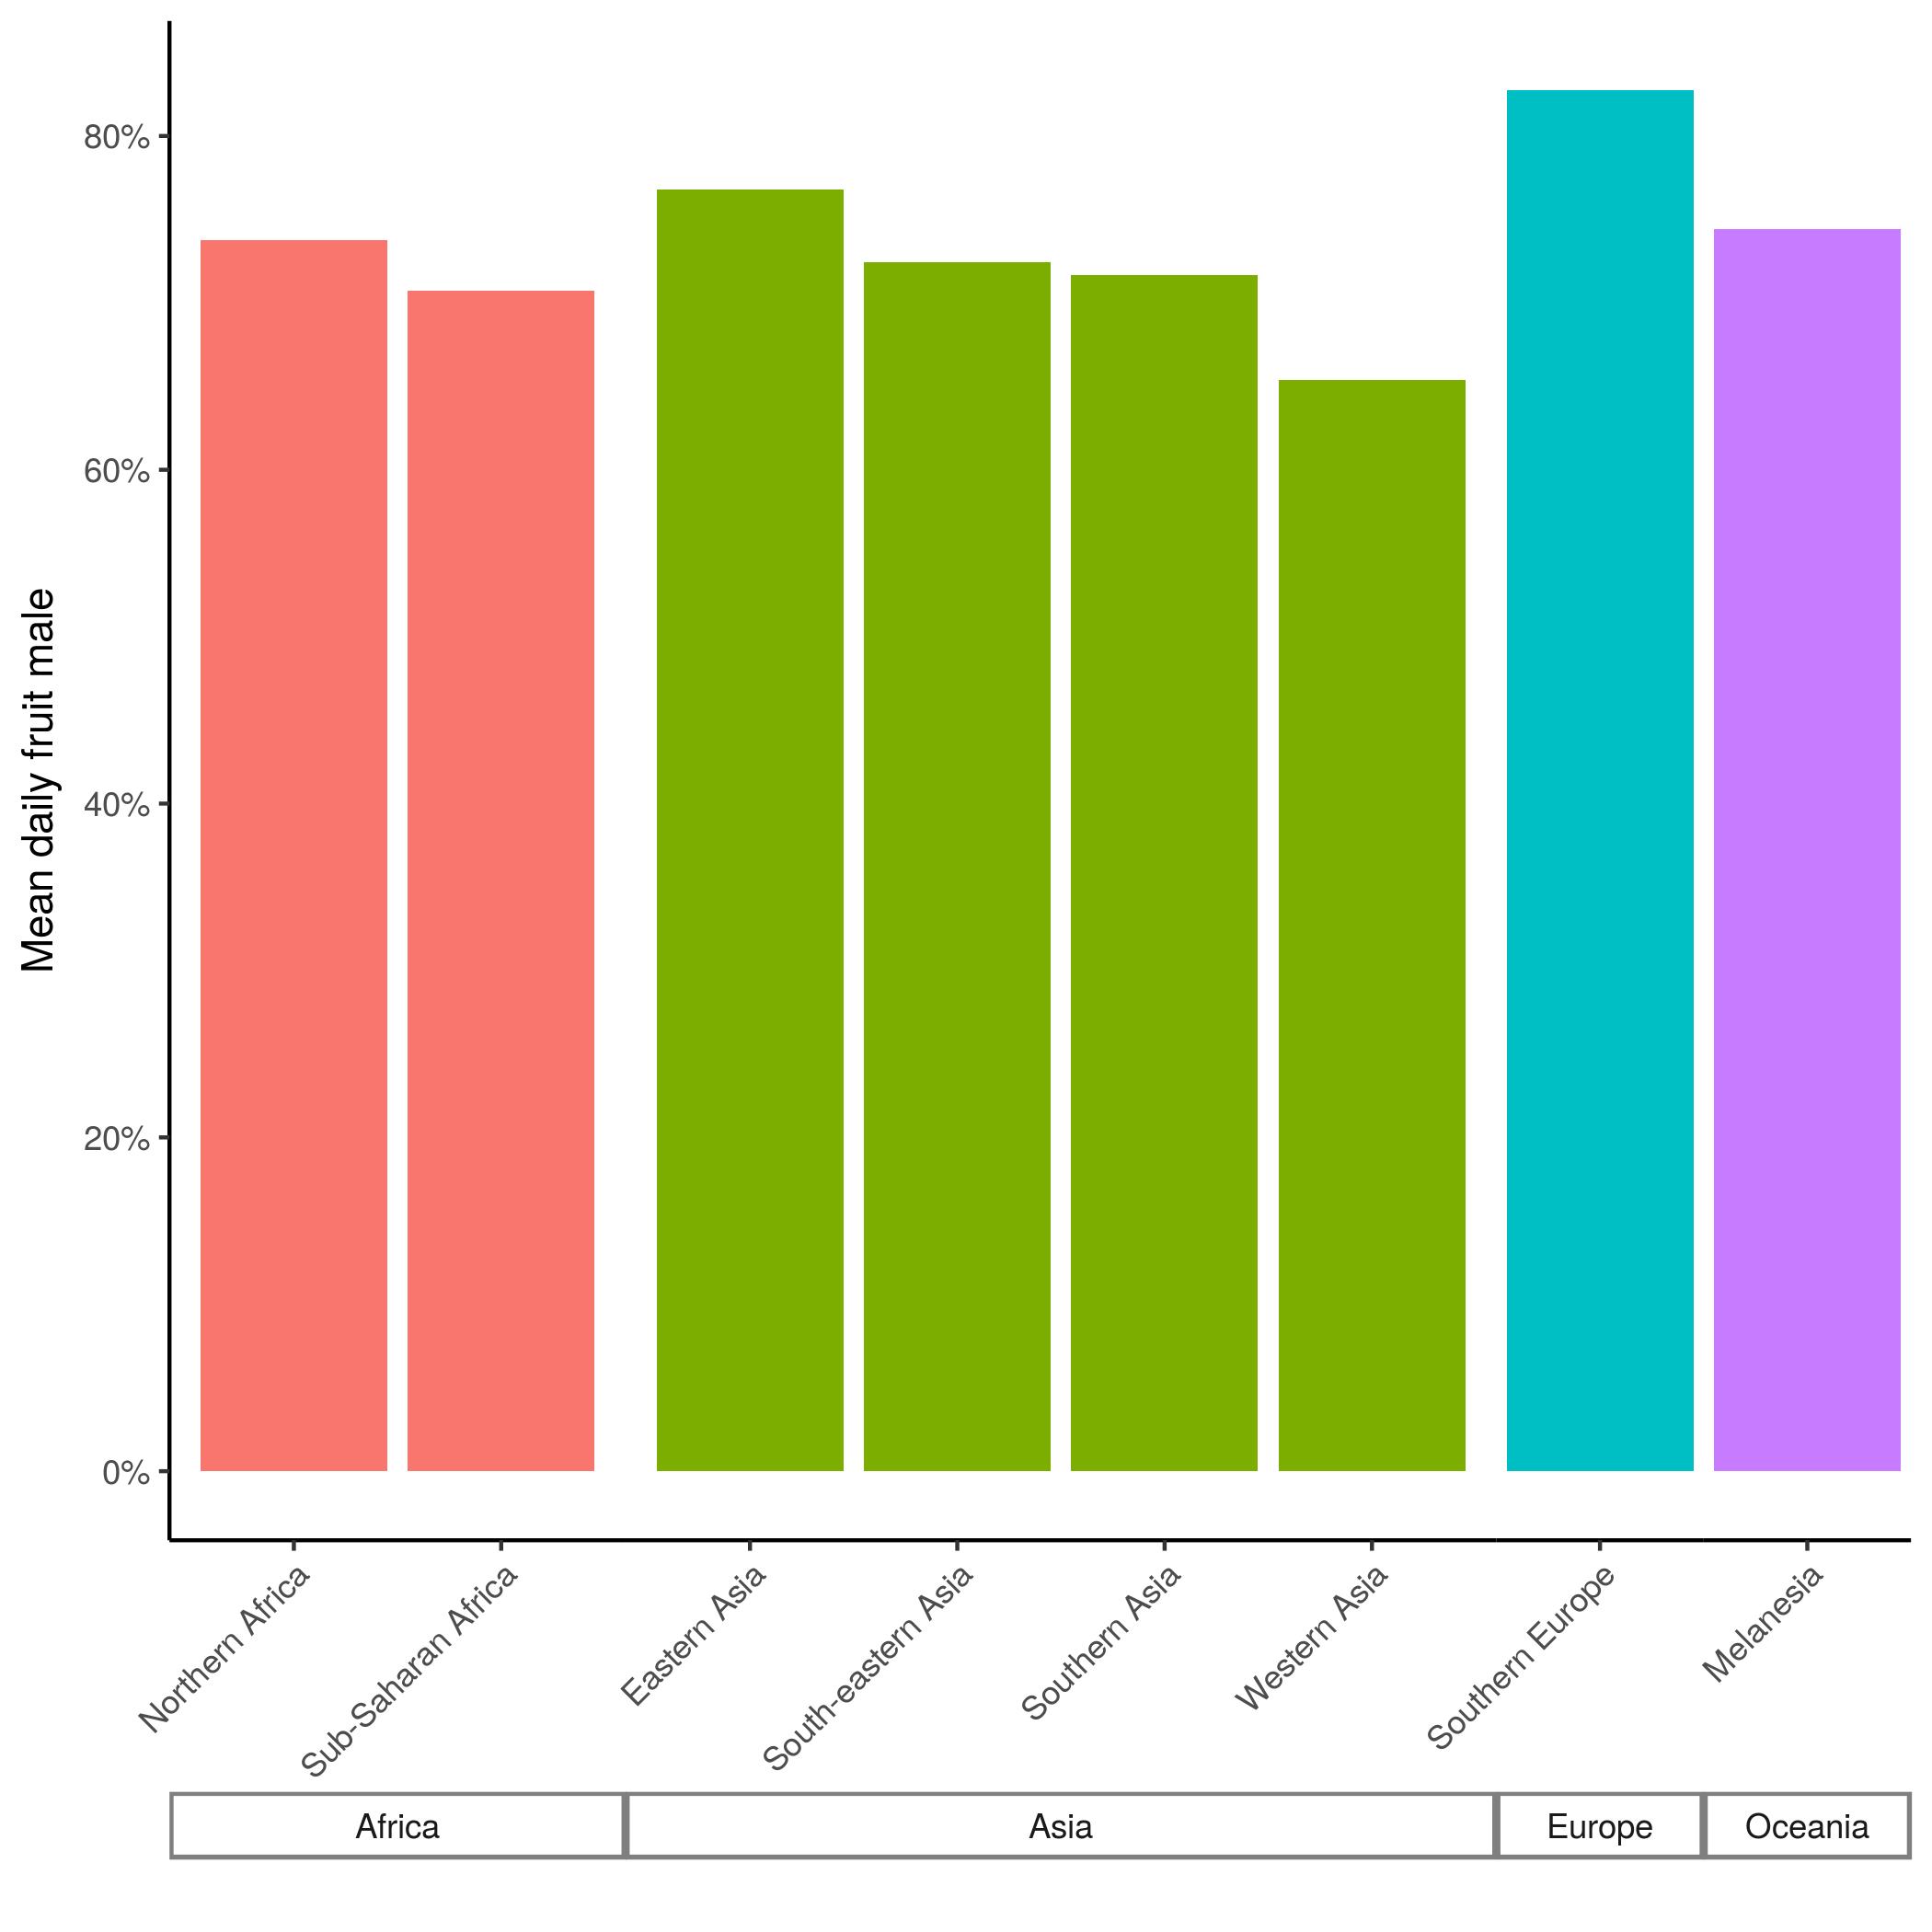 Mean daily fruit male
80%
60%
40%
20%
0%
Northern Africa
Sub-Saharan Africa
Eastern Asia
South-eastern Asia
Southern Asia
Western Asia
Southern Europe
Melanesia
Africa
Asia
Europe
Oceania